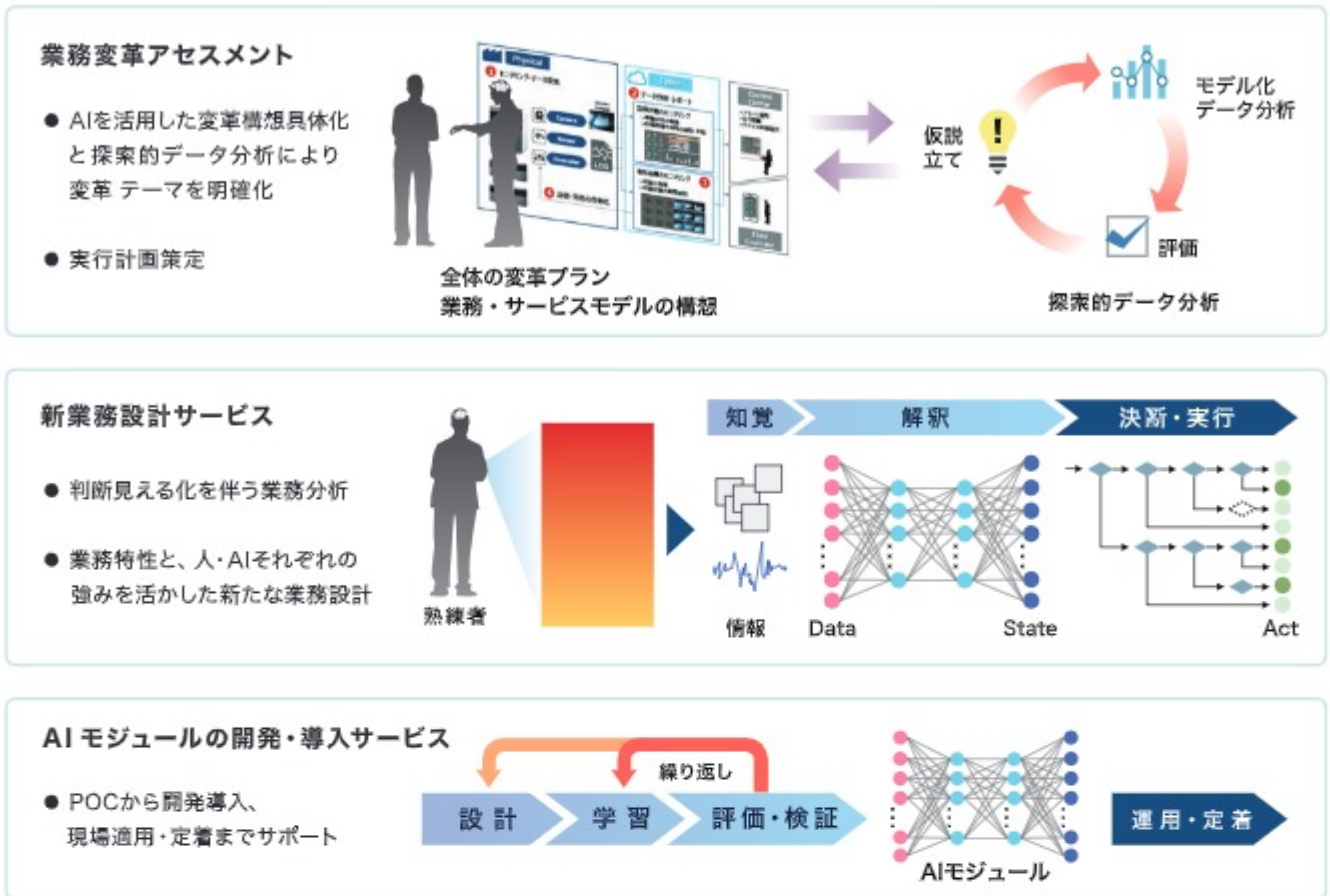 業務変革アセスメント
● AIを活用した変革構想具体化
と探索的データ分析により
変革 テーマを明確化
● 実行計画策定
Physical
1
2
3
4
LOG
全体の変革プラン
業務・サービスモデルの構想
仮説
立て
モデル化
データ分析
評価
探索的データ分析
新業務設計サービス
● 判断見える化を伴う業務分析
● 業務特性と、人・AIそれぞれの
強みを活かした新たな業務設計
熟練者
知覚
解釈
決断・実行
情報
Data
State
Act
AI モジュールの開発・導入サービス
● POCから開発導入、
現場適用・定着までサポート
繰り返し
設計
学習
評価・検証
AIモジュール
運用・定着